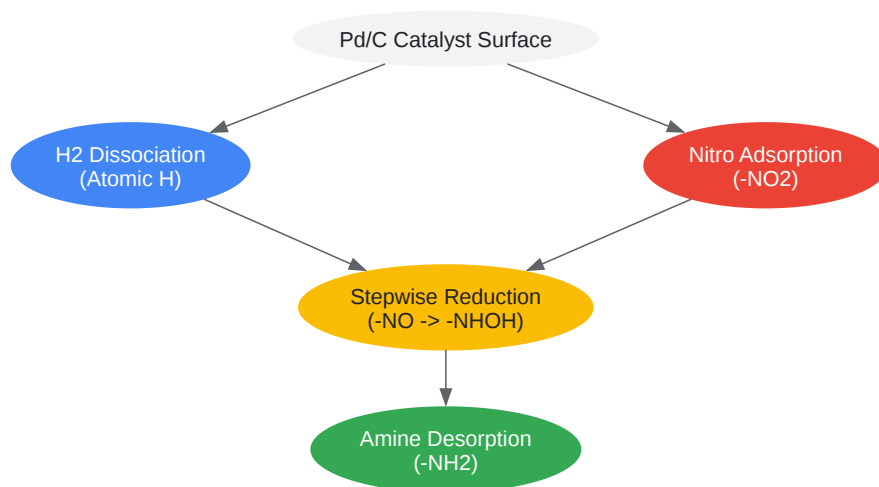 Pd/C Catalyst Surface
H2 Dissociation
(Atomic H)
Nitro Adsorption
(-NO2)
Stepwise Reduction
(-NO -> -NHOH)
Amine Desorption
(-NH2)